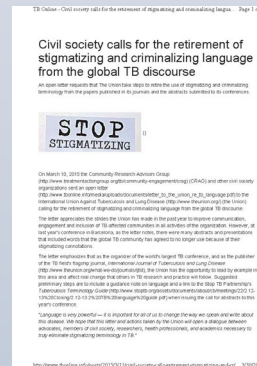 TB Online - Civil society calls for the retirement of stigmatizing and criminalizing langua... Page 1 o
Civil society calls for the retirement of
stigmatizing and criminalizing language
from the global TB discourse
An open letter requests that The Union take steps to retire the use of stigmatizing and criminalizing
terminology from the papers published in its journals and the abstracts submitted to its conferences.
STOP
STIGMATIZING
On March 10, 2015 the Community Research Advisors Group
(CRAG) and other civil society
organizations sent an open letter
to the
International Union Against Tuberculosis and Lung Disease (http://www.theunion.org/) (the Union)
calling for the retirement of stigmatizing and criminalizing language from the global TB discourse.
The letter appreciates the strides the Union has made in the past year to improve communication,
engagement and inclusion of TB-affected communities in all activities of the organization. However, at
last year's conference in Barcelona, as the letter notes, there were many abstracts and presentations
that included words that the global TB community has agreed to no longer use because of their
stigmatizing connotations.
The letter emphasizes that as the organizer of the world's largest TB conference, and as the publisher
of the TB field's flagship journal, International Journal of Tuberculosis and Lung Disease
the Union has the opportunity to lead by example in
this area and affect real change that others in TB research and practice will follow. Suggested
preliminary steps are to include a guidance note on language and a link to the Stop TB Partnership's
Tuberculosis Terminology Guide
when issuing the call for abstracts to this
year's conference.
"Language is very powerful — it is important for all of us to change the way we speak and write about
this disease. We hope that this letter and actions taken by the Union will open a dialogue between
advocates, members of civil society, researchers, health professionals, and academics necessary to
truly eliminate stigmatizing terminology in TB."